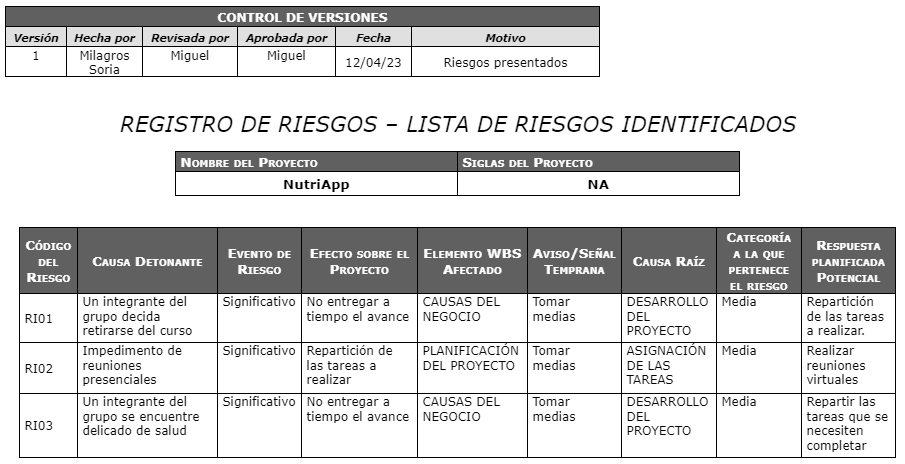 CONTROL DE VERSIONES
Versión Hecha por Revisada por Aprobada por Fecha Motivo
1 Milagros Soria Miguel Miguel 12/04/23 Riesgos presentados
REGISTRO DE RIESGOS – LISTA DE RIESGOS IDENTIFICADOS
NOMBRE DEL PROYECTO SIGLAS DEL PROYECTO
NutriApp NA
CÓDIGO DEL RIESGO CAUSA DETONANTE EVENTO DE RIESGO EFECTO SOBRE EL PROYECTO ELEMENTO WBS AFECTADO AVISO/SEÑAL TEMPRANA CAUSA RAÍZ CATEGORÍA A LA QUE PERTENECE EL RIESGO RESPUESTA PLANIFICADA POTENCIAL
RI01 Un integrante del grupo decida retirarse del curso Significativo No entregar a tiempo el avance CAUSAS DEL NEGOCIO Tomar medias DESARROLLO DEL PROYECTO Media Repartición de las tareas a realizar.
RI02 Impedimento de reuniones presenciales Significativo Repartición de las tareas a realizar PLANIFICACIÓN DEL PROYECTO Tomar medias ASIGNACIÓN DE LAS TAREAS Media Realizar reuniones virtuales
RI03 Un integrante del grupo se encuentre delicado de salud Significativo No entregar a tiempo el avance CAUSAS DEL NEGOCIO Tomar medias DESARROLLO DEL PROYECTO Media Repartir las tareas que se necesiten completar